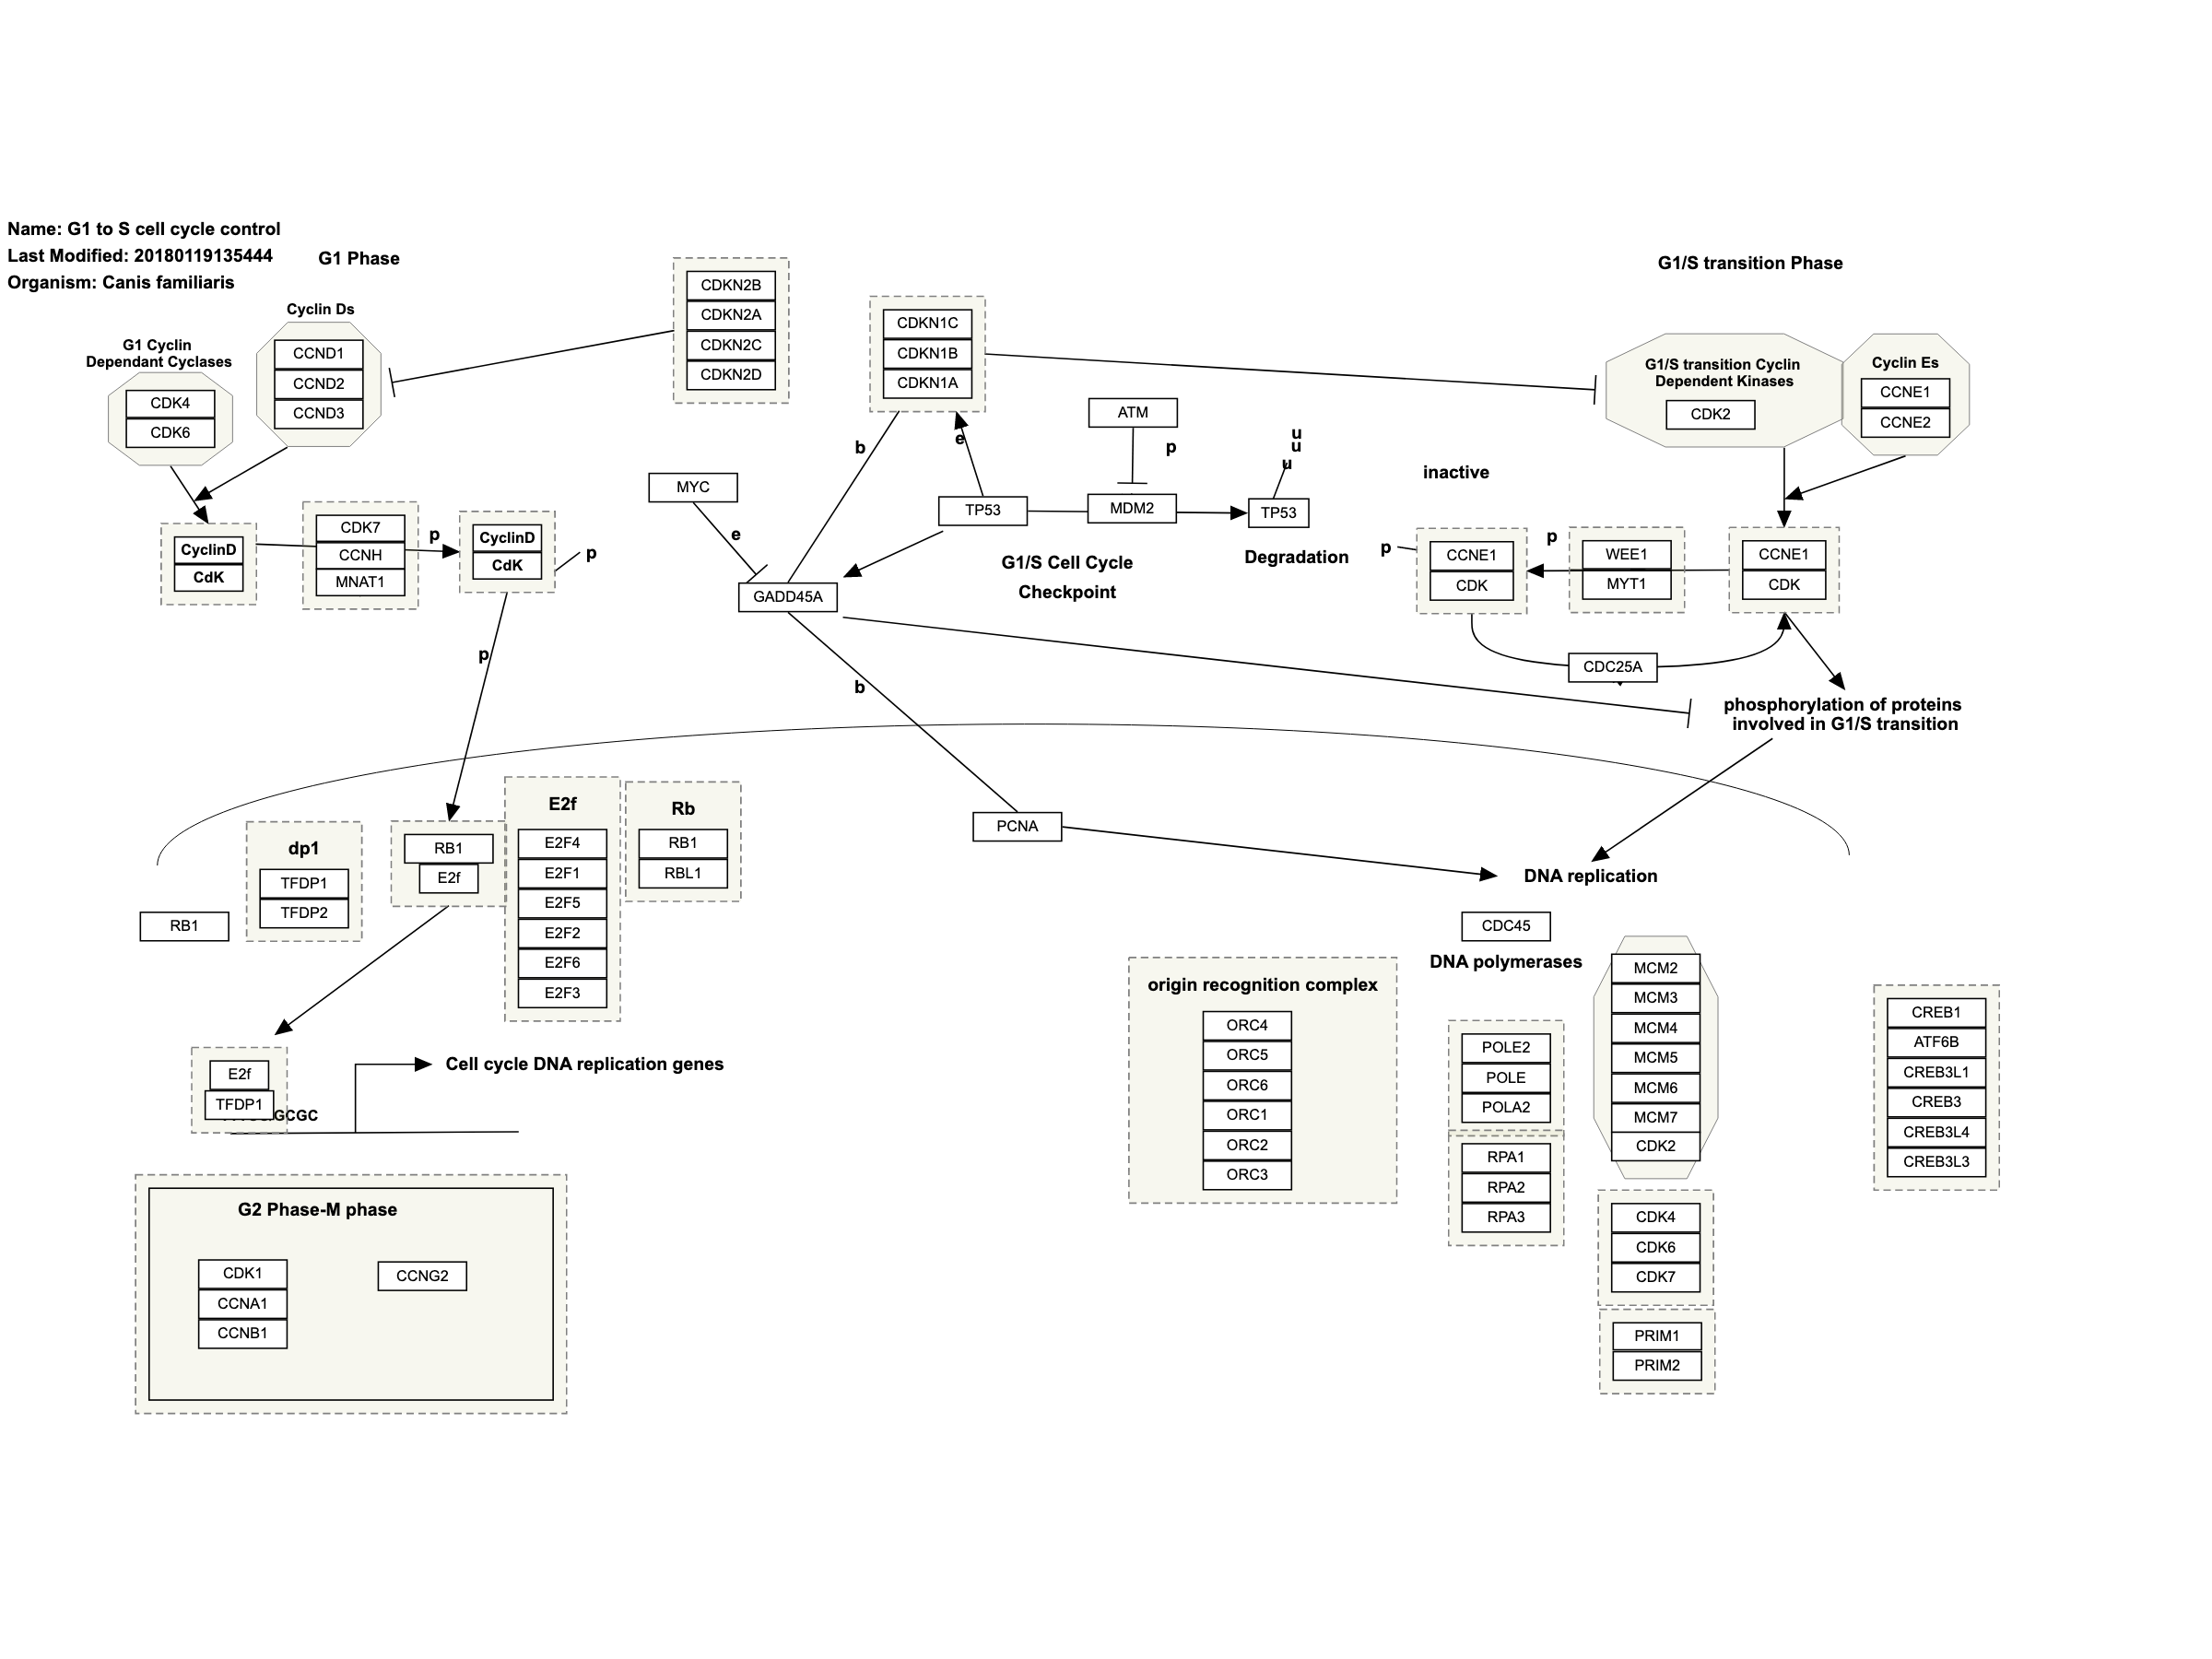 Name: G1 to S cell cycle control
Last Modified: 20180119135444
Organism: Canis familiaris
G1 Phase
G1/S transition Phase
Cyclin Ds
CCND1
CCND2
CCND3
G1 Cyclin
Dependant Cyclases
CDK4
CDK6
CDKN2B
CDKN2A
CDKN2C
CDKN2D
CDKN1C
CDKN1B
CDKN1A
G1/S transition Cyclin
Dependent Kinases
CDK2
Cyclin Es
CCNE1
CCNE2
ATM
p
b
e
u
u
u
inactive
MYC
e
TP53
MDM2
TP53
G1/S Cell Cycle
Checkpoint
Degradation
CyclinD
CdK
CDK7
CCNH
MNAT1
p
CyclinD
CdK
p
GADD45A
p
CCNE1
CDK
p
WEE1
MYT1
CCNE1
CDK
CDC25A
p
b
phosphorylation of proteins
involved in G1/S transition
dp1
TFDP1
TFDP2
RB1
RB1
E2f
E2f
E2F4
E2F1
E2F5
E2F2
E2F6
E2F3
Rb
RB1
RBL1
PCNA
DNA replication
CDC45
DNA polymerases
origin recognition complex
ORC4
ORC5
ORC6
ORC1
ORC2
ORC3
POLE2
POLE
POLA2
RPA1
RPA2
RPA3
MCM2
MCM3
MCM4
MCM5
MCM6
MCM7
CDK2
CDK4
CDK6
CDK7
PRIM1
PRIM2
CREB1
ATF6B
CREB3L1
CREB3
CREB3L4
CREB3L3
E2f
TFDP1
GCGC
Cell cycle DNA replication genes
G2 Phase-M phase
CDK1
CCNA1
CCNB1
CCNG2